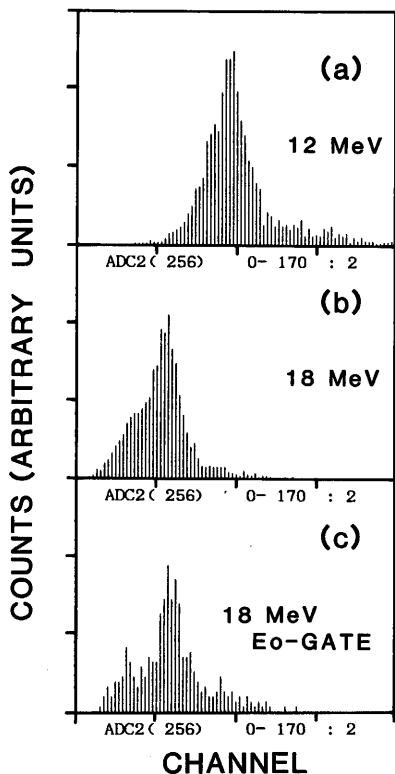 (a)
12 MeV
ADC2( 256) 0- 170 : 2
(b)
18 MeV
ADC2( 256) 0- 170 : 2
(c)
18 MeV
Eo-GATE
ADC2( 256) 0- 170 : 2
CHANNEL
COUNTS (ARBITRARY UNITS)